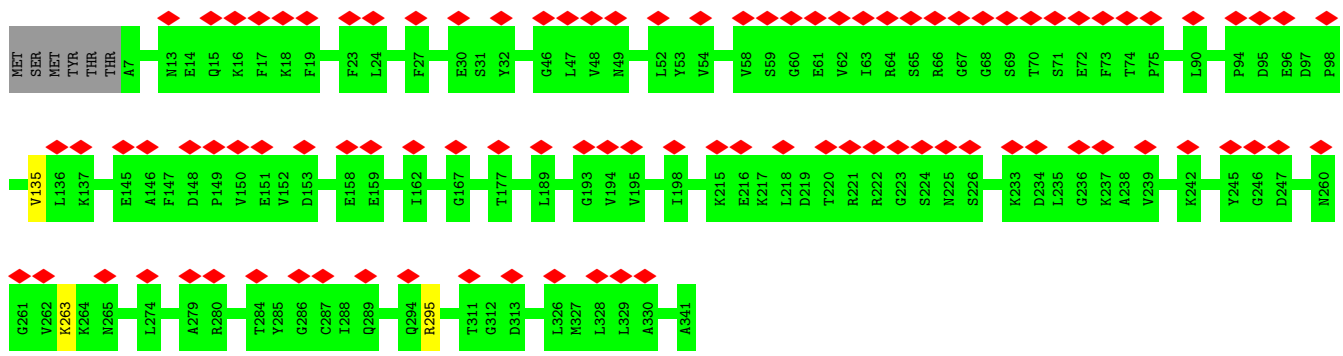 MET SER MET TYR THR THR A7 N13 E14 Q15 K16 F17 K18 F19 F23 L24 F27 E30 S31 Y32 G46 L47 V48 N49 L52 Y53 V54 V58 S59 G60 E61 V62 I63 R64 S65 R66 G67 G68 S69 T70 S71 E72 F73 T74 P75 L90 P94 D95 E96 D97 P98
V135 L136 K137 E145 A146 F147 D148 P149 V150 E151 V152 D153 E158 E159 I162 G167 T177 L189 G193 V194 V195 I198 K215 E216 K217 L218 D219 T220 R221 R222 G223 S224 N225 S226 K233 D234 L235 G236 K237 A238 V239 K242 Y245 G246 D247 N260
G261 V262 K263 K264 N265 L274 A279 R280 T284 Y285 G286 C287 I288 Q289 Q294 R295 T311 G312 D313 L326 M327 L328 L329 A330 A341